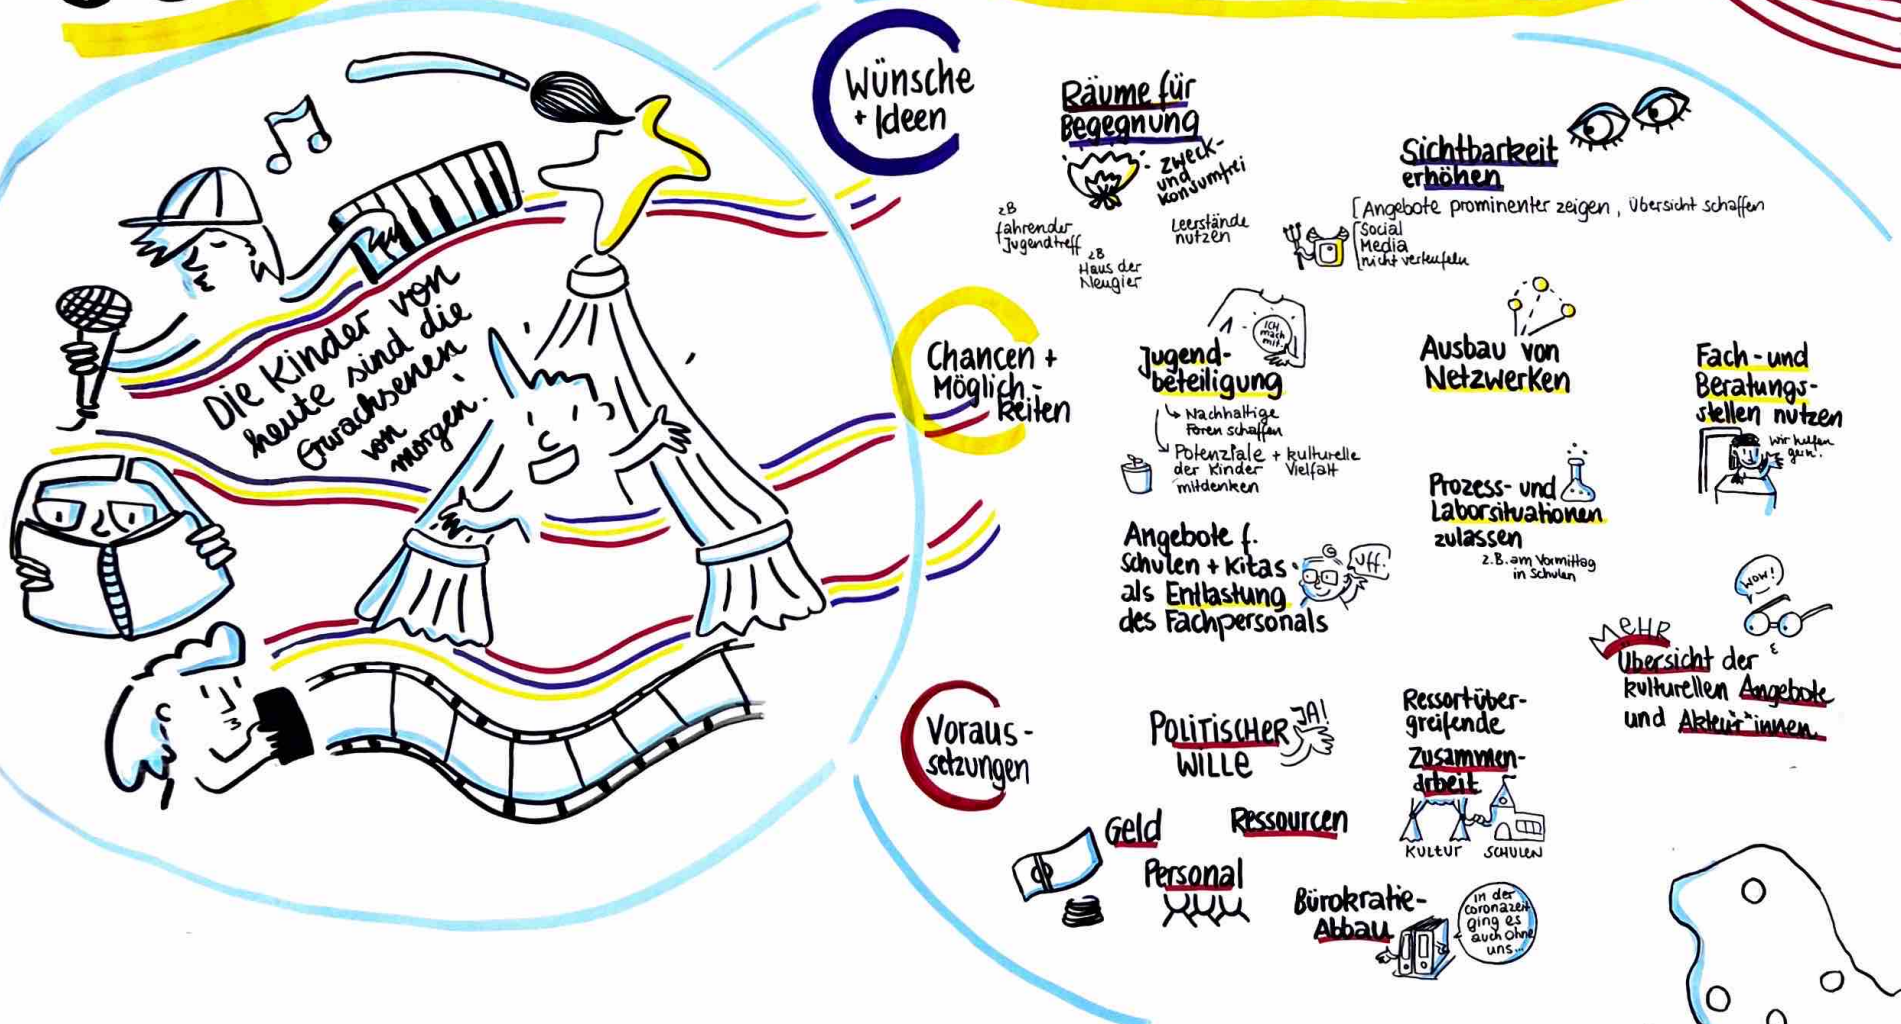 Die Kinder von
heute sind die
Erwachsenen
von
morgen!
Wünsche
+ Ideen
Räume für
Begegnung
zweck-
und
konsumfrei
zB
fahrender
Jugendtreff
zB
Haus der
Neugier
Leerstände
nutzen
Sichtbarkeit
erhöhen
Angebote prominenter zeigen, Übersicht schaffen
Social
Media
nicht verteufeln
Chancen +
Möglich-
keiten
Jugend-
beteiligung
ICH
mach
mit.
Nachhaltige
Foren schaffen
Potenziale + kulturelle
der Kinder Vielfalt
mitdenken
Ausbau von
Netzwerken
Fach- und
Beratungs-
stellen nutzen
wir helfen
gern!
Prozess- und
Laborsituationen
zulassen
z.B. am Vormittag
in Schulen
Angebote f.
Schulen + Kitas
als Entlastung
des Fachpersonals
Uff.
WOW!
MEHR
Übersicht der
kulturellen Angebote
und Akteur*innen
Voraus-
setzungen
POLITISCHER
WILLE
JA!
Ressortüber-
greifende
Zusammen-
arbeit
KULTUR SCHULEN
Geld
Ressourcen
Personal
Bürokratie-
Abbau
in der
Coronazeit
ging es
auch ohne
uns...